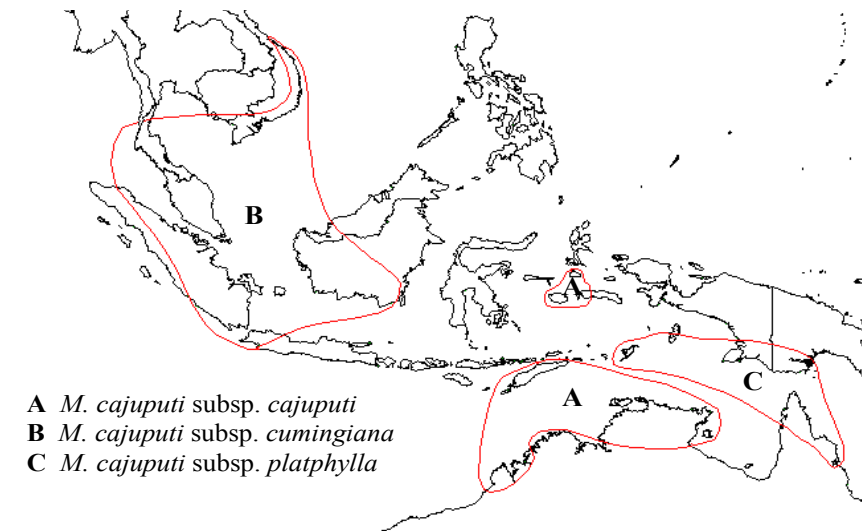 B
A
A
C
A M. cajuputi subsp. cajuputi
B M. cajuputi subsp. cumingiana
C M. cajuputi subsp. platphylla